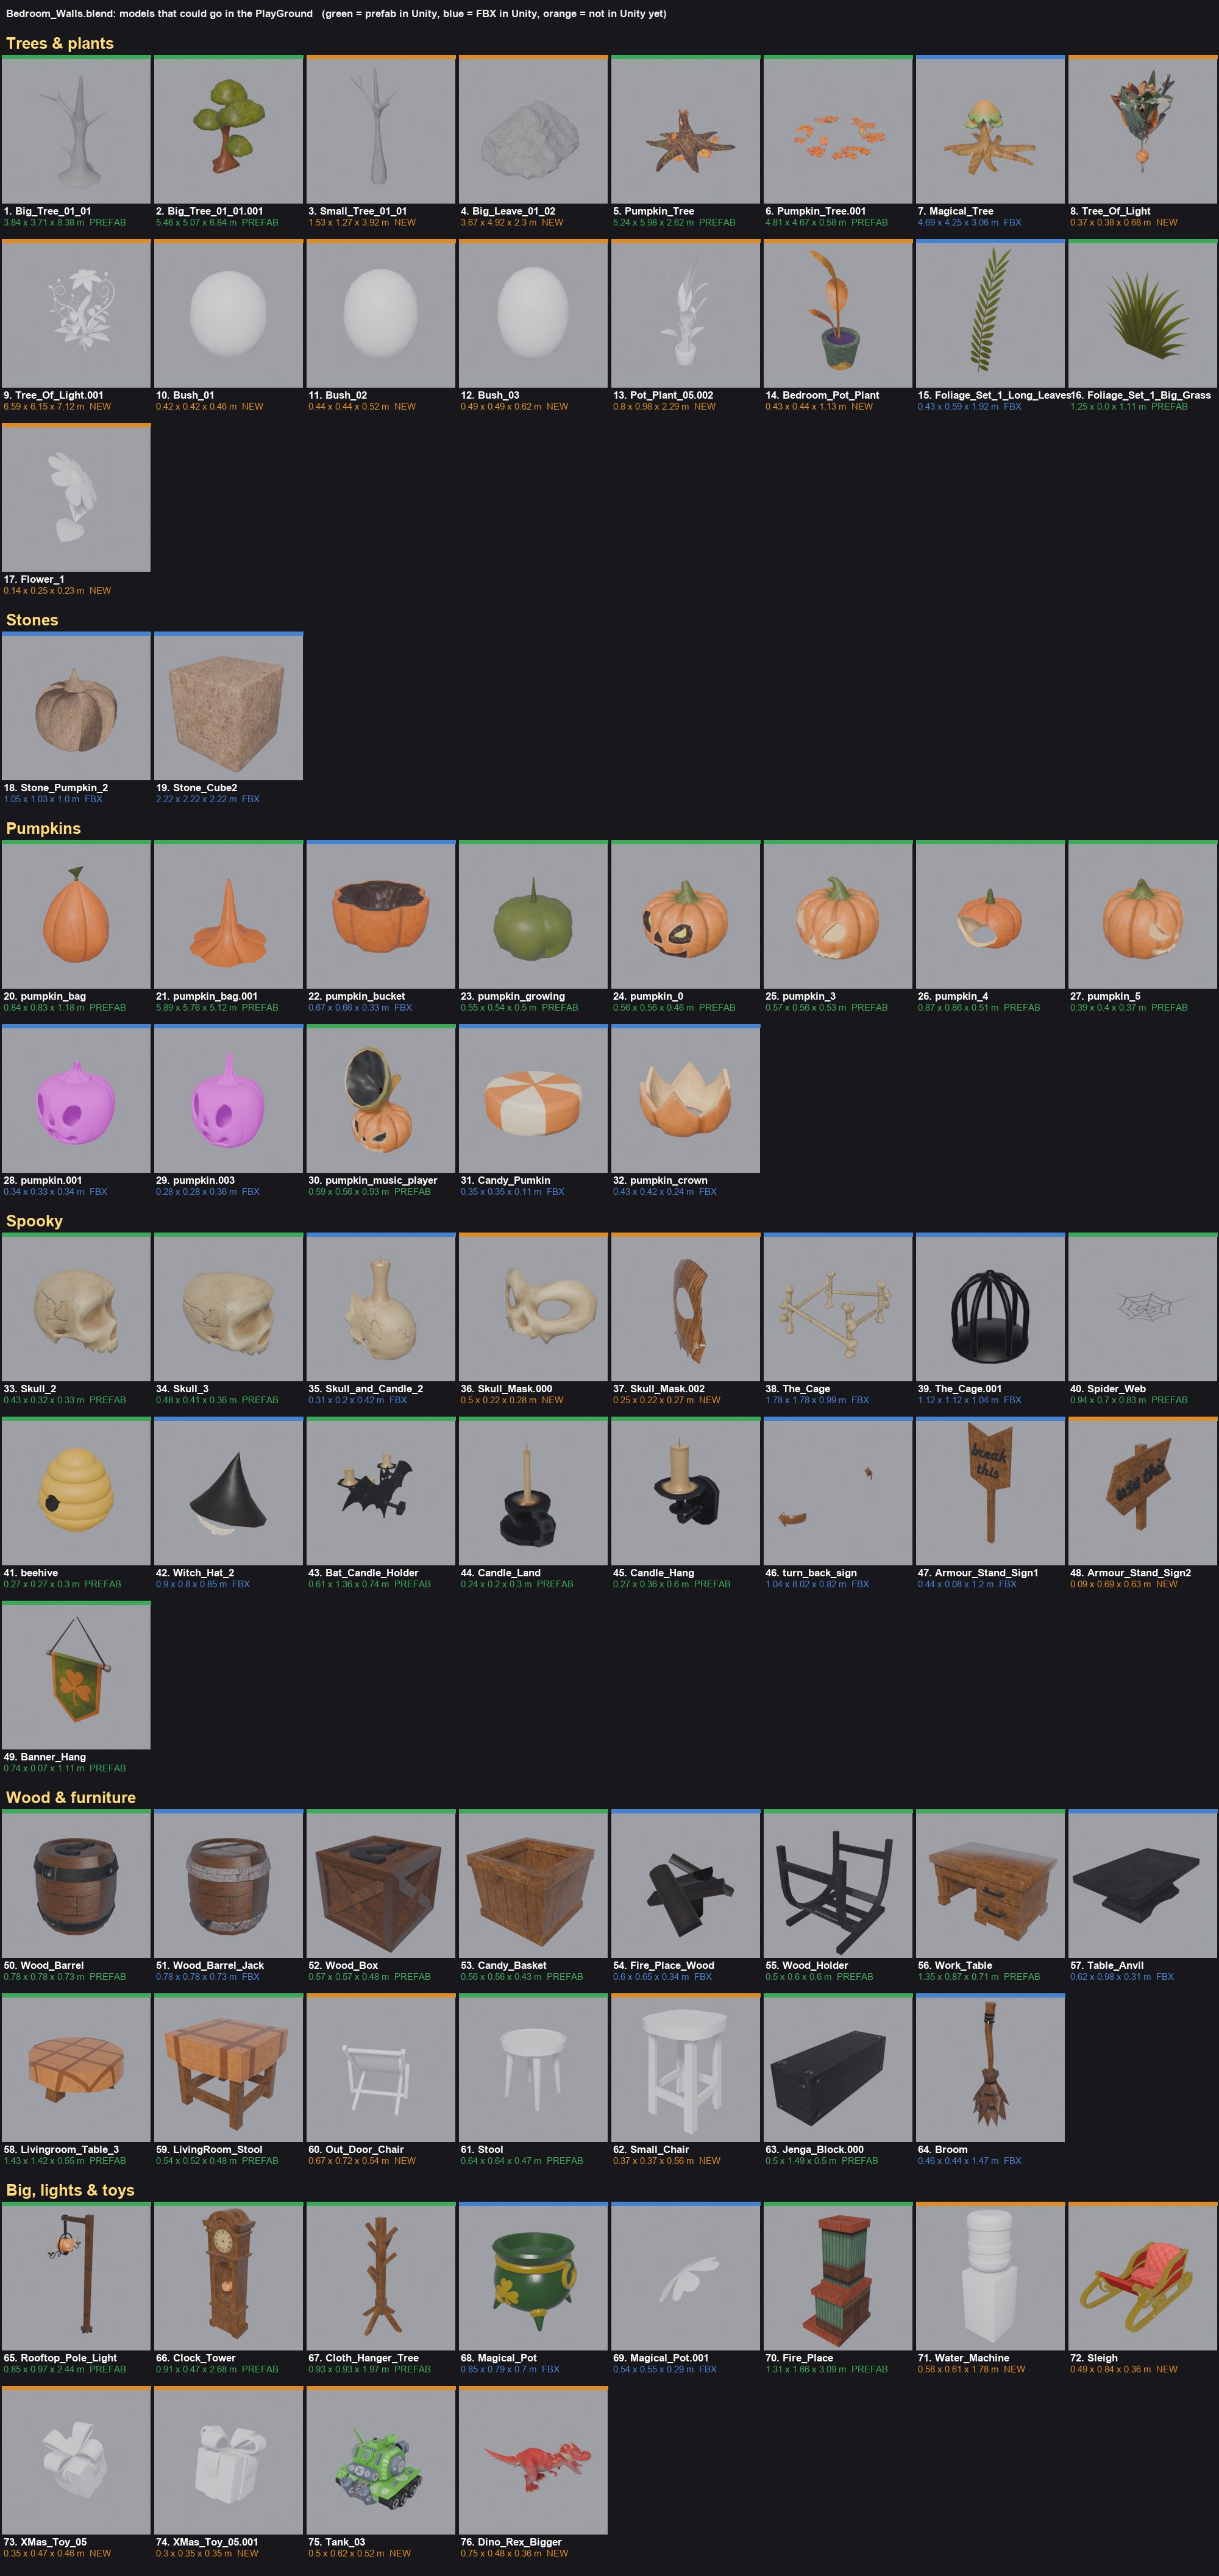 Bedroom_Walls.blend: models that could go in the PlayGround (green = prefab in Unity, blue = FBX in Unity, orange = not in Unity yet)
Trees & plants
1. Big_Tree_01_01
3.84 x 3.71 x 8.38 m PREFAB
2. Big_Tree_01_01.001
5.46 x 5.07 x 6.84 m PREFAB
3. Small_Tree_01_01
1.53 x 1.27 x 3.92 m NEW
4. Big_Leave_01_02
3.67 x 4.92 x 2.3 m NEW
5. Pumpkin_Tree
5.24 x 5.98 x 2.62 m PREFAB
6. Pumpkin_Tree.001
4.81 x 4.67 x 0.58 m PREFAB
7. Magical_Tree
4.69 x 4.25 x 3.06 m FBX
8. Tree_Of_Light
0.37 x 0.38 x 0.68 m NEW
9. Tree_Of_Light.001
6.59 x 6.15 x 7.12 m NEW
10. Bush_01
0.42 x 0.42 x 0.46 m NEW
11. Bush_02
0.44 x 0.44 x 0.52 m NEW
12. Bush_03
0.49 x 0.49 x 0.62 m NEW
13. Pot_Plant_05.002
0.8 x 0.98 x 2.29 m NEW
14. Bedroom_Pot_Plant
0.43 x 0.44 x 1.13 m NEW
15. Foliage_Set_1_Long_Leaves
0.43 x 0.59 x 1.92 m FBX
16. Foliage_Set_1_Big_Grass
1.25 x 0.0 x 1.11 m PREFAB
17. Flower_1
0.14 x 0.25 x 0.23 m NEW
Stones
18. Stone_Pumpkin_2
1.05 x 1.03 x 1.0 m FBX
19. Stone_Cube2
2.22 x 2.22 x 2.22 m FBX
Pumpkins
20. pumpkin_bag
0.84 x 0.83 x 1.18 m PREFAB
21. pumpkin_bag.001
5.89 x 5.76 x 5.12 m PREFAB
22. pumpkin_bucket
0.67 x 0.66 x 0.33 m FBX
23. pumpkin_growing
0.55 x 0.54 x 0.5 m PREFAB
24. pumpkin_0
0.56 x 0.56 x 0.46 m PREFAB
25. pumpkin_3
0.57 x 0.56 x 0.53 m PREFAB
26. pumpkin_4
0.87 x 0.86 x 0.51 m PREFAB
27. pumpkin_5
0.39 x 0.4 x 0.37 m PREFAB
28. pumpkin.001
0.34 x 0.33 x 0.34 m FBX
29. pumpkin.003
0.28 x 0.28 x 0.36 m FBX
30. pumpkin_music_player
0.59 x 0.56 x 0.93 m PREFAB
31. Candy_Pumkin
0.35 x 0.35 x 0.11 m FBX
32. pumpkin_crown
0.43 x 0.42 x 0.24 m FBX
Spooky
33. Skull_2
0.43 x 0.32 x 0.33 m PREFAB
34. Skull_3
0.48 x 0.41 x 0.36 m PREFAB
35. Skull_and_Candle_2
0.31 x 0.2 x 0.42 m FBX
36. Skull_Mask.000
0.5 x 0.22 x 0.28 m NEW
37. Skull_Mask.002
0.25 x 0.22 x 0.27 m NEW
38. The_Cage
1.78 x 1.78 x 0.99 m FBX
39. The_Cage.001
1.12 x 1.12 x 1.04 m FBX
40. Spider_Web
0.94 x 0.7 x 0.83 m PREFAB
break
this
use this
41. beehive
0.27 x 0.27 x 0.3 m PREFAB
42. Witch_Hat_2
0.9 x 0.8 x 0.85 m FBX
43. Bat_Candle_Holder
0.61 x 1.36 x 0.74 m PREFAB
44. Candle_Land
0.24 x 0.2 x 0.3 m PREFAB
45. Candle_Hang
0.27 x 0.36 x 0.6 m PREFAB
46. turn_back_sign
1.04 x 8.02 x 0.82 m FBX
47. Armour_Stand_Sign1
0.44 x 0.08 x 1.2 m FBX
48. Armour_Stand_Sign2
0.09 x 0.69 x 0.63 m NEW
49. Banner_Hang
0.74 x 0.07 x 1.11 m PREFAB
Wood & furniture
50. Wood_Barrel
0.78 x 0.78 x 0.73 m PREFAB
51. Wood_Barrel_Jack
0.78 x 0.78 x 0.73 m FBX
52. Wood_Box
0.57 x 0.57 x 0.48 m PREFAB
53. Candy_Basket
0.56 x 0.56 x 0.43 m PREFAB
54. Fire_Place_Wood
0.6 x 0.65 x 0.34 m FBX
55. Wood_Holder
0.5 x 0.6 x 0.6 m PREFAB
56. Work_Table
1.35 x 0.87 x 0.71 m PREFAB
57. Table_Anvil
0.62 x 0.98 x 0.31 m FBX
58. Livingroom_Table_3
1.43 x 1.42 x 0.55 m PREFAB
59. LivingRoom_Stool
0.54 x 0.52 x 0.48 m PREFAB
60. Out_Door_Chair
0.67 x 0.72 x 0.54 m NEW
61. Stool
0.64 x 0.64 x 0.47 m PREFAB
62. Small_Chair
0.37 x 0.37 x 0.56 m NEW
63. Jenga_Block.000
0.5 x 1.49 x 0.5 m PREFAB
64. Broom
0.46 x 0.44 x 1.47 m FBX
Big, lights & toys
65. Rooftop_Pole_Light
0.85 x 0.97 x 2.44 m PREFAB
66. Clock_Tower
0.91 x 0.47 x 2.68 m PREFAB
67. Cloth_Hanger_Tree
0.93 x 0.93 x 1.97 m PREFAB
68. Magical_Pot
0.85 x 0.79 x 0.7 m FBX
69. Magical_Pot.001
0.54 x 0.55 x 0.29 m FBX
70. Fire_Place
1.31 x 1.66 x 3.09 m PREFAB
71. Water_Machine
0.58 x 0.61 x 1.78 m NEW
72. Sleigh
0.49 x 0.84 x 0.36 m NEW
73. XMas_Toy_05
0.35 x 0.47 x 0.46 m NEW
74. XMas_Toy_05.001
0.3 x 0.35 x 0.35 m NEW
75. Tank_03
0.5 x 0.62 x 0.52 m NEW
76. Dino_Rex_Bigger
0.75 x 0.48 x 0.36 m NEW